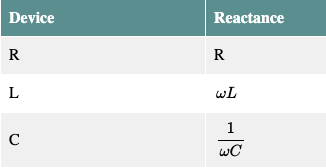 Device Reactance
R R
L ωL
C 1/ωC